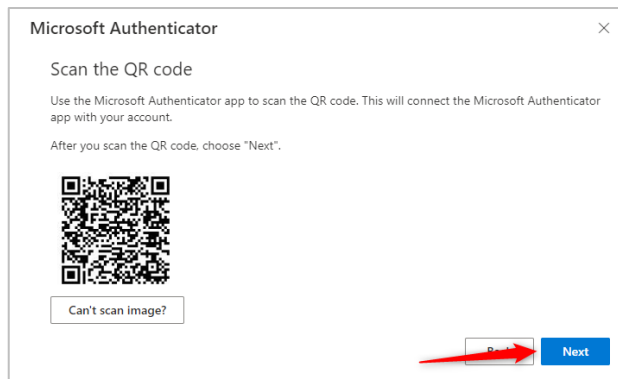 Microsoft Authenticator
Scan the QR code
Use the Microsoft Authenticator app to scan the QR code. This will connect the Microsoft Authenticator
app with your account.
After you scan the QR code, choose "Next".
Can't scan image?
Next